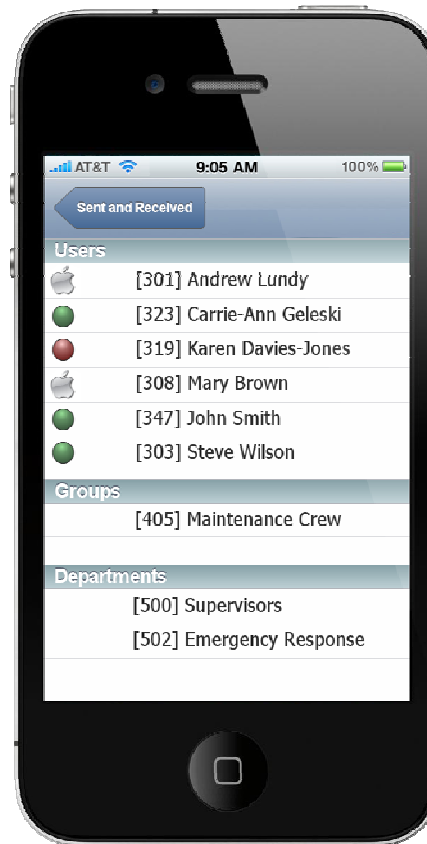 AT&T 9:05 AM 100%
Sent and Received
Users
[301] Andrew Lundy
[323] Carrie-Ann Geleski
[319] Karen Davies-Jones
[308] Mary Brown
[347] John Smith
[303] Steve Wilson
Groups
[405] Maintenance Crew
Departments
[500] Supervisors
[502] Emergency Response